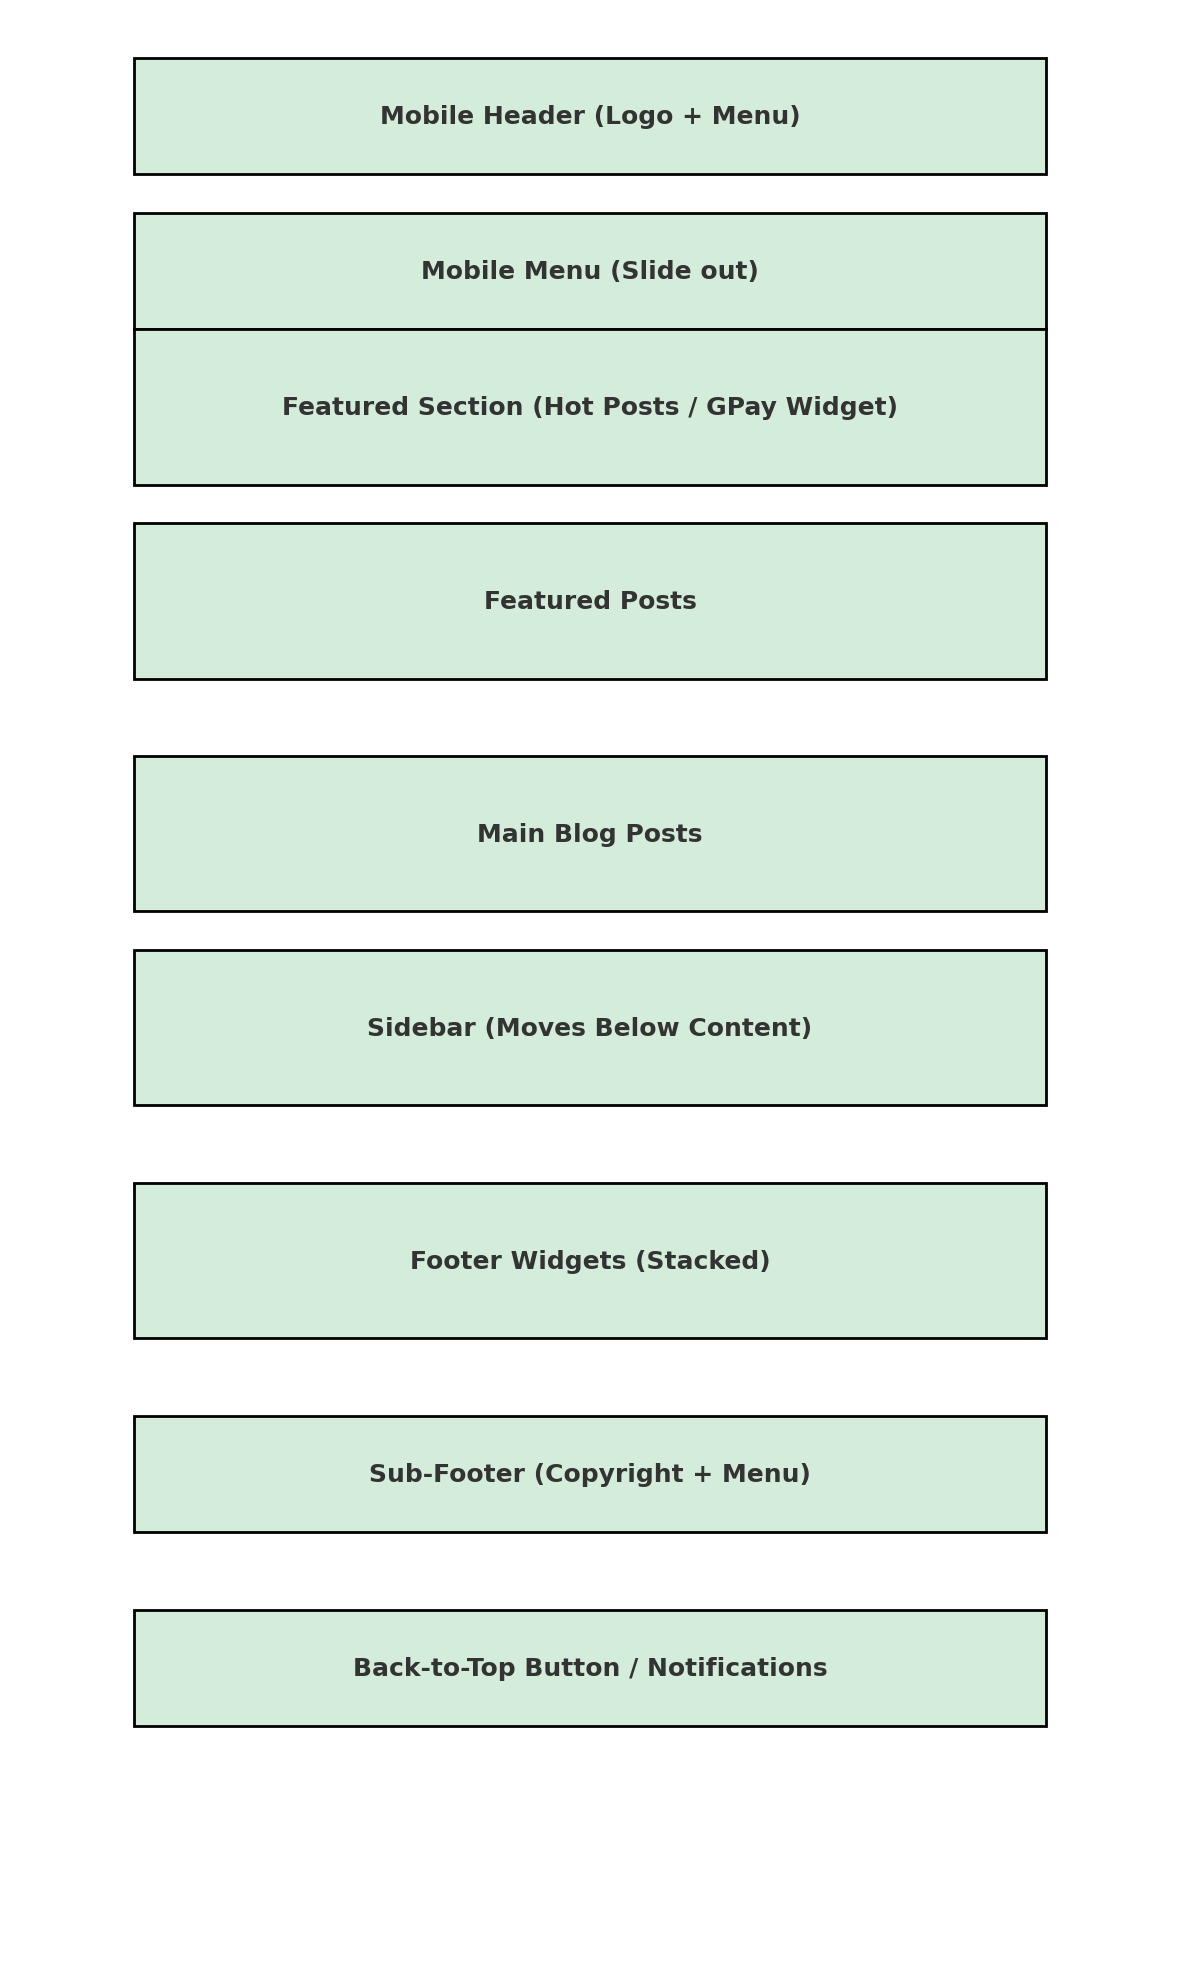 Mobile Header (Logo + Menu)
Mobile Menu (Slide out)
Featured Section (Hot Posts / GPay Widget)
Featured Posts
Main Blog Posts
Sidebar (Moves Below Content)
Footer Widgets (Stacked)
Sub-Footer (Copyright + Menu)
Back-to-Top Button / Notifications